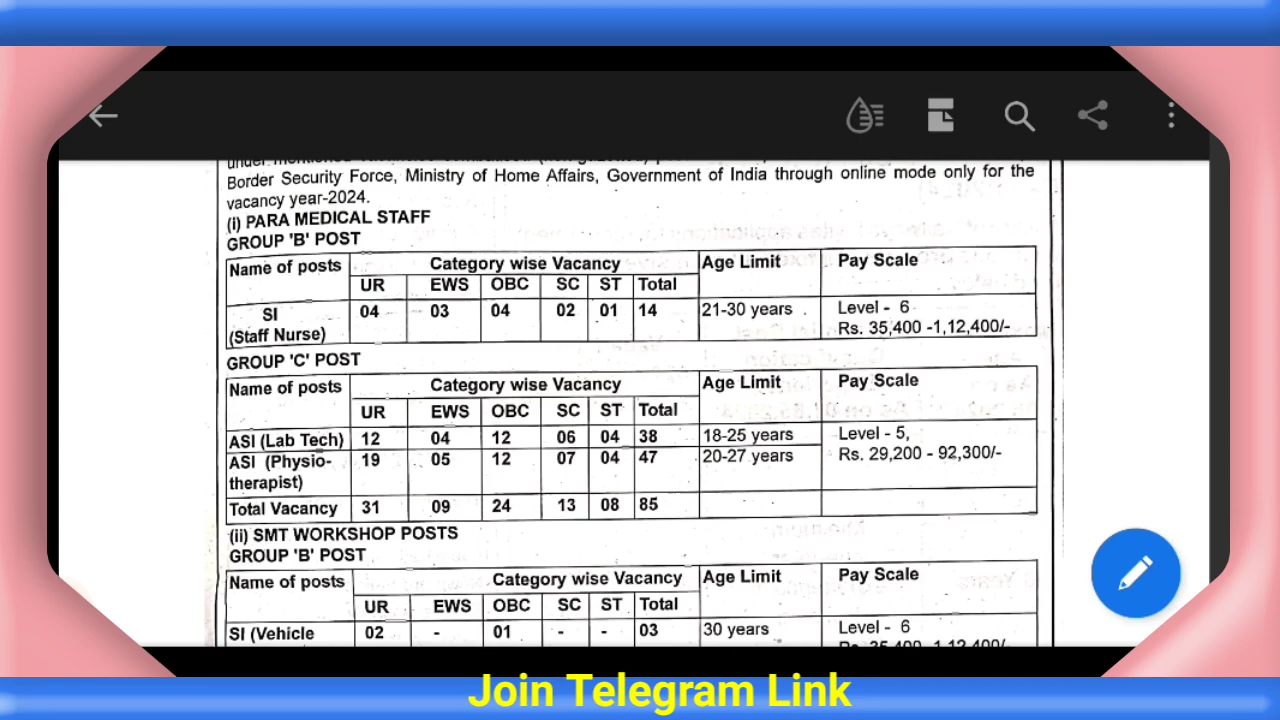 Border Security Force, Ministry of Home Affairs, Government of India through online mode only for the
vacancy year-2024.
(i) PARA MEDICAL STAFF
GROUP 'B' POST
Name of posts Category wise Vacancy Age Limit Pay Scale
UR EWS OBC SC ST Total
SI 04 03 04 02 01 14 21-30 years Level - 6
(Staff Nurse) Rs. 35,400 -1,12,400/-
GROUP 'C' POST
Name of posts Category wise Vacancy Age Limit Pay Scale
UR EWS OBC SC ST Total
ASI (Lab Tech) 12 04 12 06 04 38 18-25 years Level - 5,
ASI (Physio- 19 05 12 07 04 47 20-27 years Rs. 29,200 - 92,300/-
therapist)
Total Vacancy 31 09 24 13 08 85
(ii) SMT WORKSHOP POSTS
GROUP 'B' POST
Name of posts Category wise Vacancy Age Limit Pay Scale
UR EWS OBC SC ST Total
SI (Vehicle 02 - 01 - - 03 30 years Level - 6
Join Telegram Link